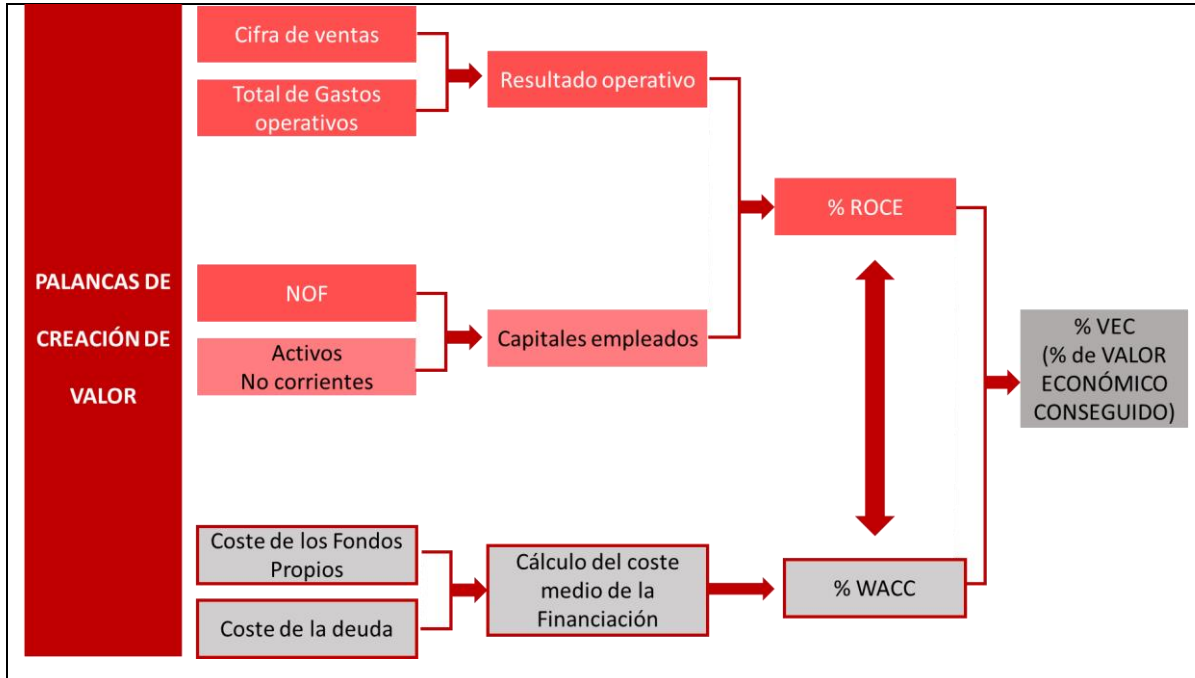 PALANCAS DE
CREACIÓN DE
VALOR
Cifra de ventas
Total de Gastos
operativos
Resultado operativo
NOF
Activos
No corrientes
Capitales empleados
% ROCE
Coste de los Fondos
Propios
Coste de la deuda
Cálculo del coste
medio de la
Financiación
% WACC
% VEC
(% de VALOR
ECONÓMICO
CONSEGUIDO)